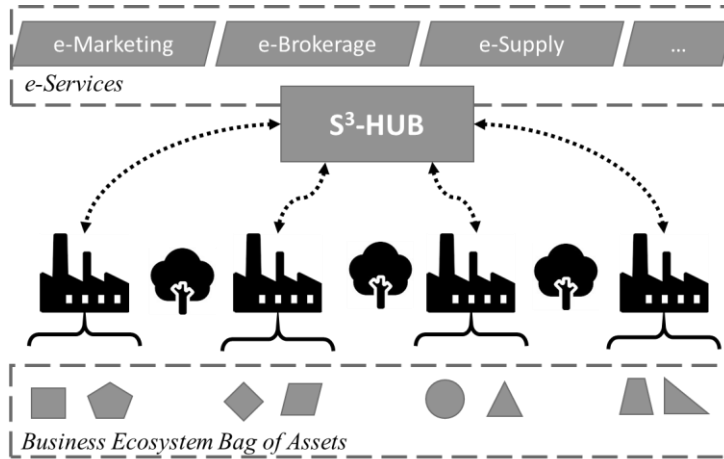 e-Marketing
e-Brokerage
e-Supply
...
e-Services
S³-HUB
Business Ecosystem Bag of Assets